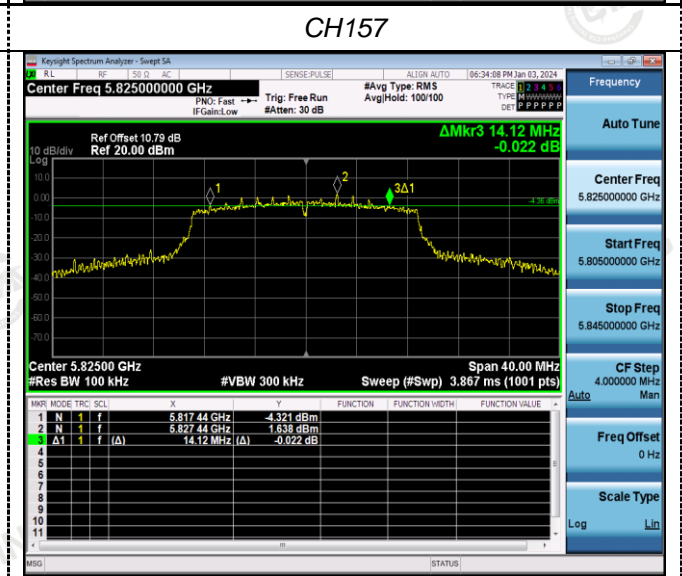 CH157
Keysight Spectrum Analyzer - Swept SA
RL RF 50 Ω AC SENSE:PULSE ALIGN AUTO 06:34:08 PM Jan 03, 2024
Center Freq 5.825000000 GHz
PNO: Fast
IFGain:Low
Trig: Free Run
#Atten: 30 dB
#Avg Type: RMS
Avg|Hold: 100/100
TRACE 1 2 3 4 5 6
TYPE M WWWWW
DET P P P P P P
ΔMkr3 14.12 MHz
-0.022 dB
Ref Offset 10.79 dB
10 dB/div Ref 20.00 dBm
Log
10.0
0.00
-10.0
-20.0
-30.0
-40.0
-50.0
-60.0
-70.0
1
2
3Δ1
-4.36 dBm
Center 5.82500 GHz Span 40.00 MHz
#Res BW 100 kHz #VBW 300 kHz Sweep (#Swp) 3.867 ms (1001 pts)
MKR MODE TRC SCL X Y FUNCTION FUNCTION WIDTH FUNCTION VALUE
1 N 1 f 5.817 44 GHz -4.321 dBm
2 N 1 f 5.827 44 GHz 1.638 dBm
3 Δ1 1 f (Δ) 14.12 MHz (Δ) -0.022 dB
4
5
6
7
8
9
10
11
MSG STATUS
Frequency
Auto Tune
Center Freq
5.825000000 GHz
Start Freq
5.805000000 GHz
Stop Freq
5.845000000 GHz
CF Step
4.000000 MHz
Auto Man
Freq Offset
0 Hz
Scale Type
Log Lin